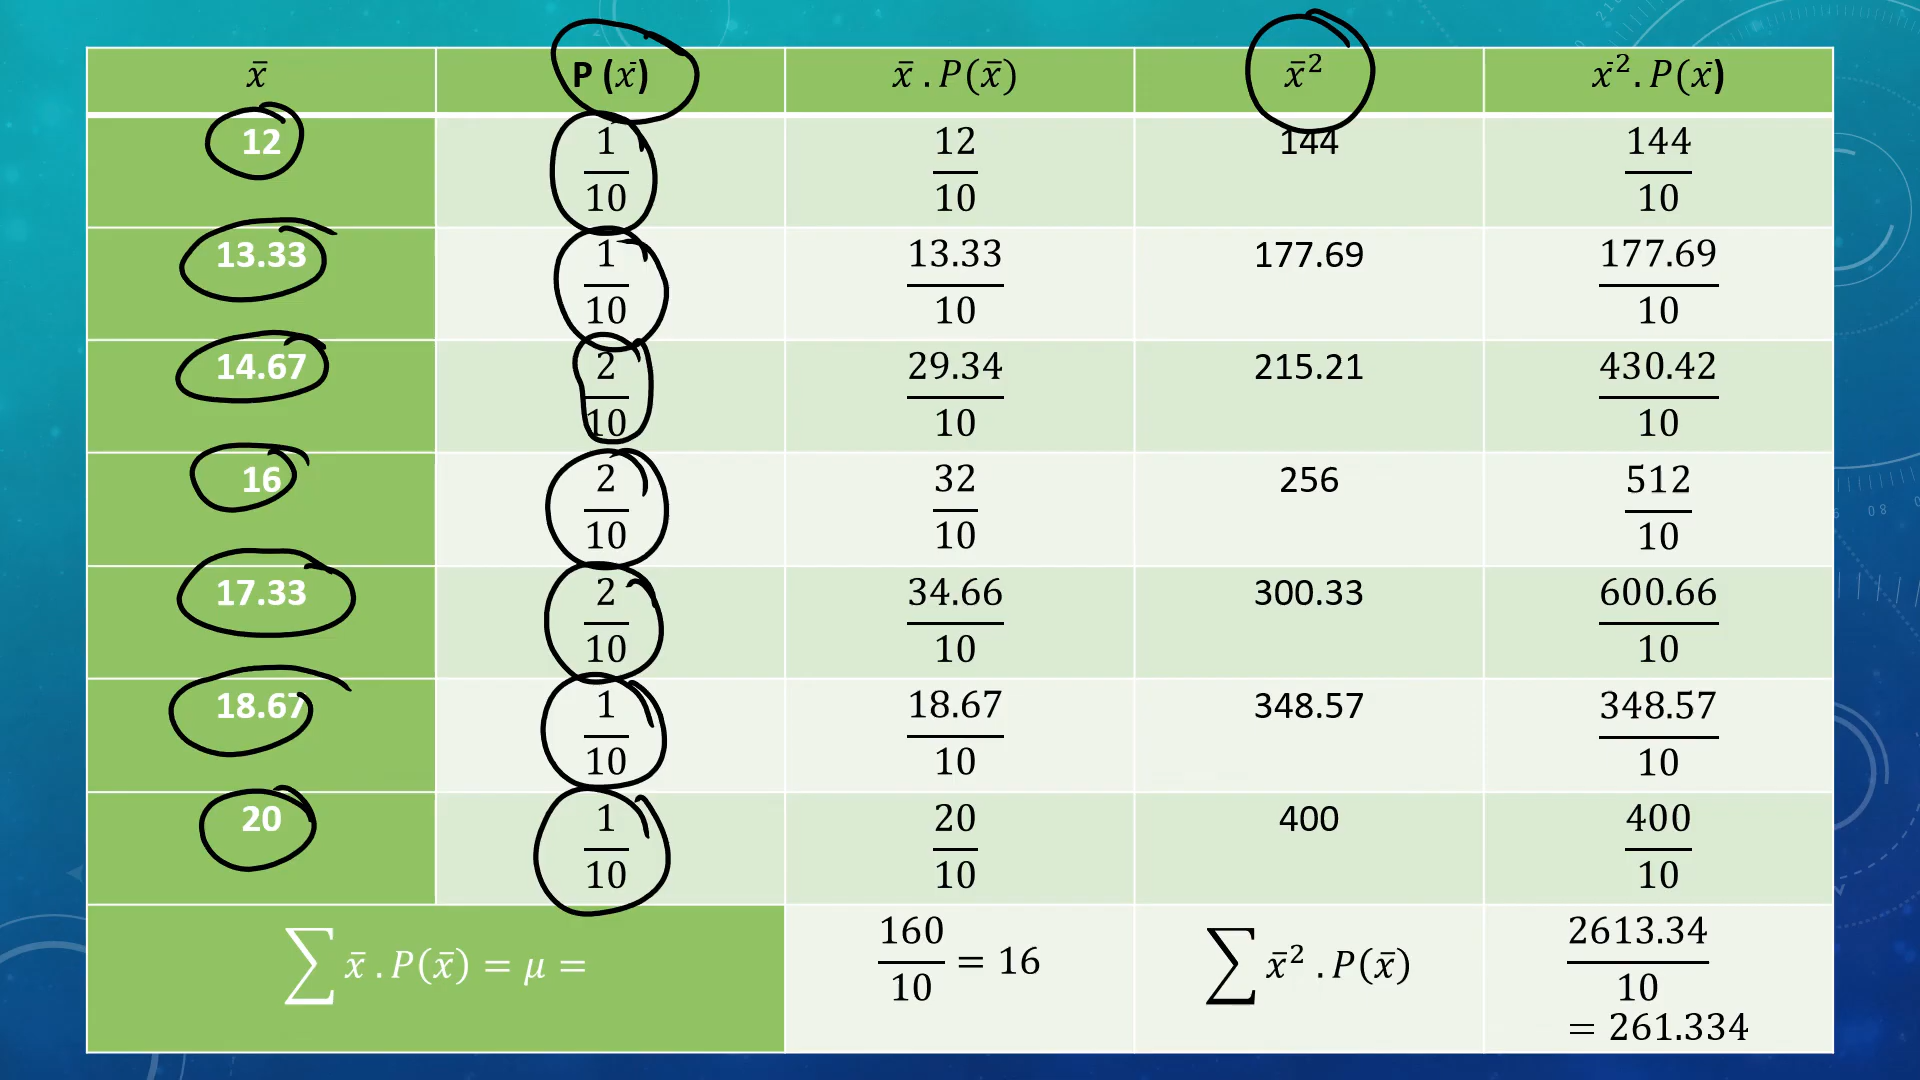 x̄ P (x̄) x̄ . P(x̄) x̄² x̄². P(x̄)
12 1/10 12/10 144 144/10
13.33 1/10 13.33/10 177.69 177.69/10
14.67 2/10 29.34/10 215.21 430.42/10
16 2/10 32/10 256 512/10
17.33 2/10 34.66/10 300.33 600.66/10
18.67 1/10 18.67/10 348.57 348.57/10
20 1/10 20/10 400 400/10
∑ x̄ . P(x̄) = μ = 160/10 = 16 ∑ x̄² . P(x̄) 2613.34/10
= 261.334